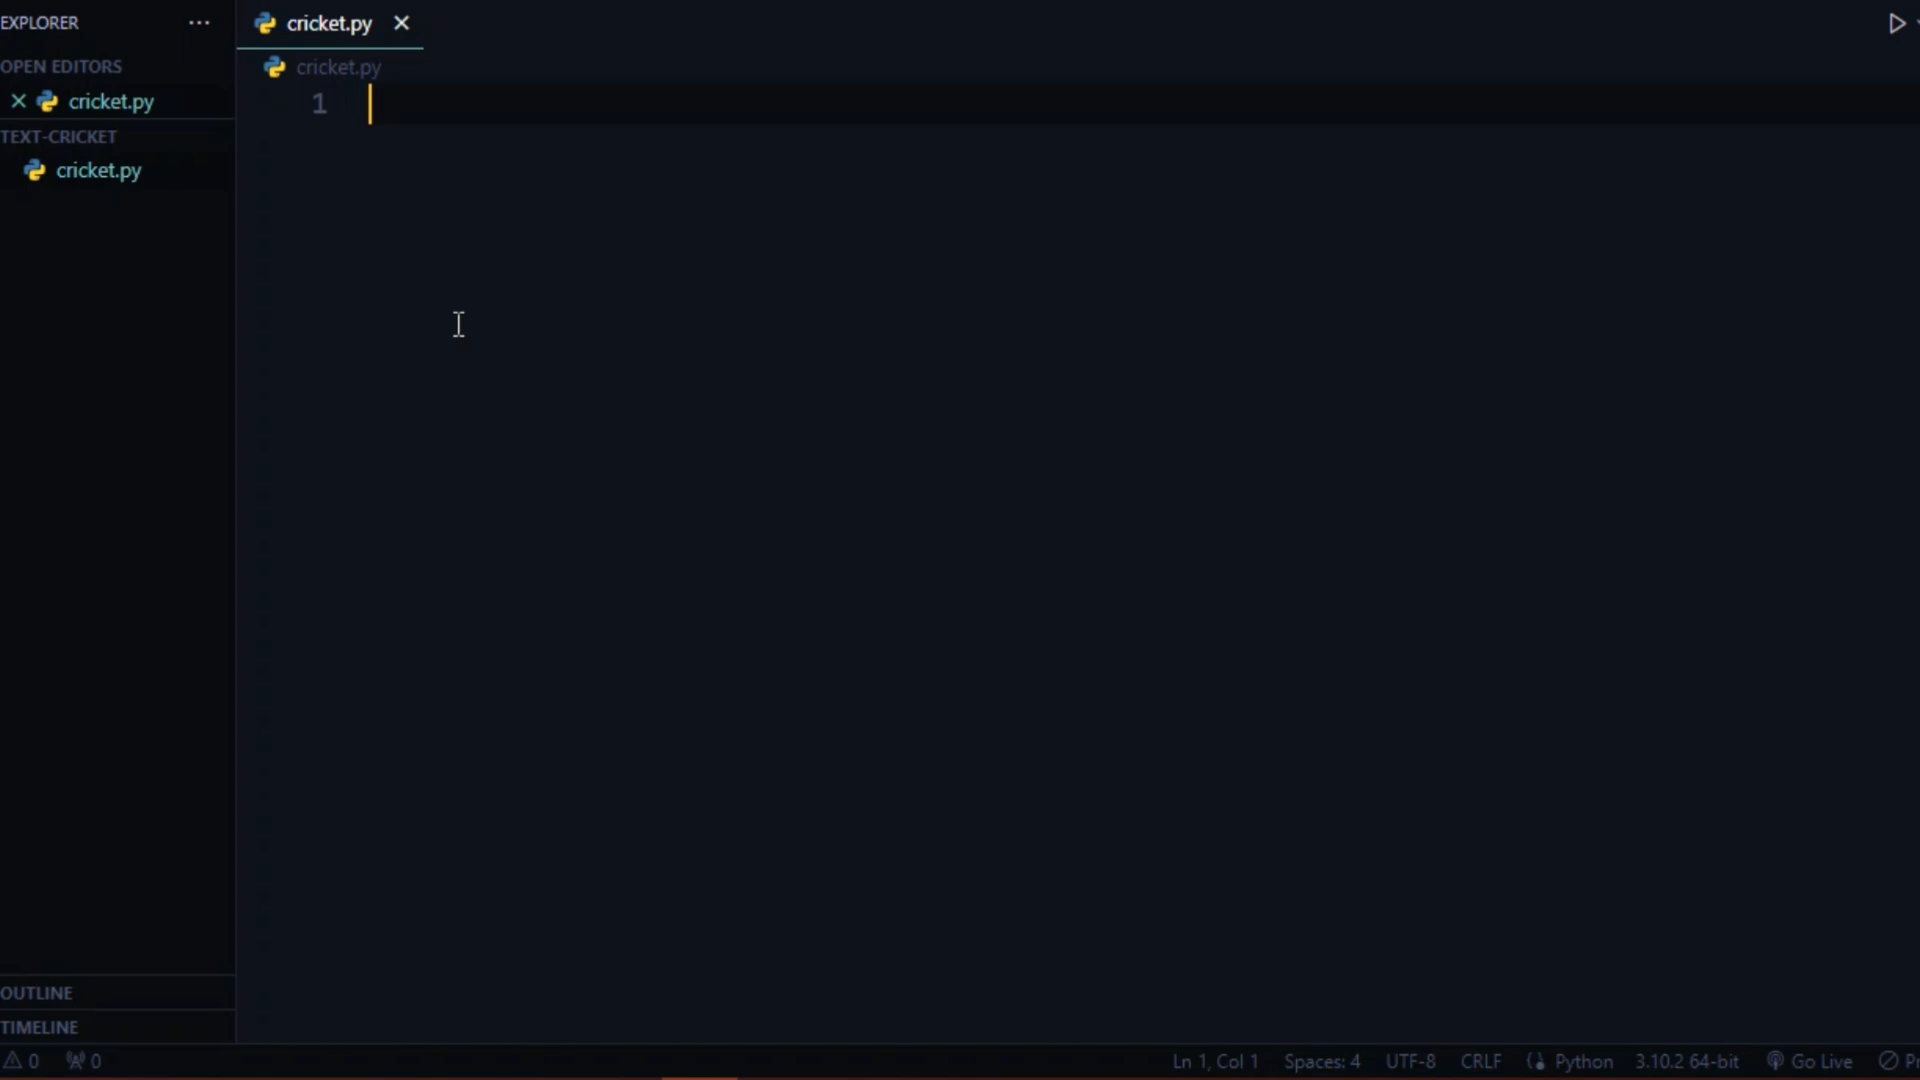 EXPLORER ...
cricket.py
OPEN EDITORS
cricket.py
cricket.py
1
TEXT-CRICKET
cricket.py
OUTLINE
TIMELINE
0 0 Ln 1, Col 1 Spaces: 4 UTF-8 CRLF Python 3.10.2 64-bit Go Live